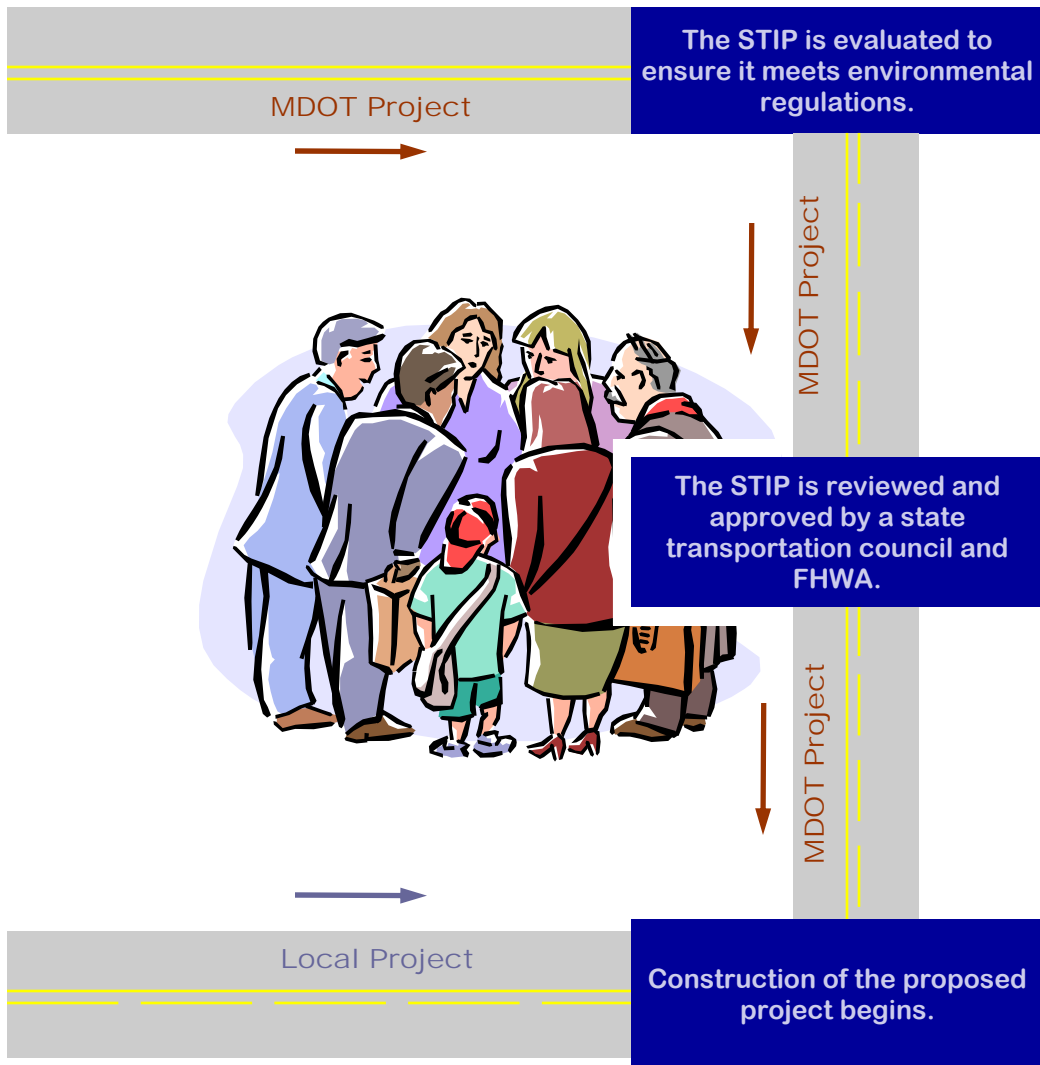 The STIP is evaluated to
ensure it meets environmental
regulations.
MDOT Project
MDOT Project
The STIP is reviewed and
approved by a state
transportation council and
FHWA.
MDOT Project
Local Project
Construction of the proposed
project begins.